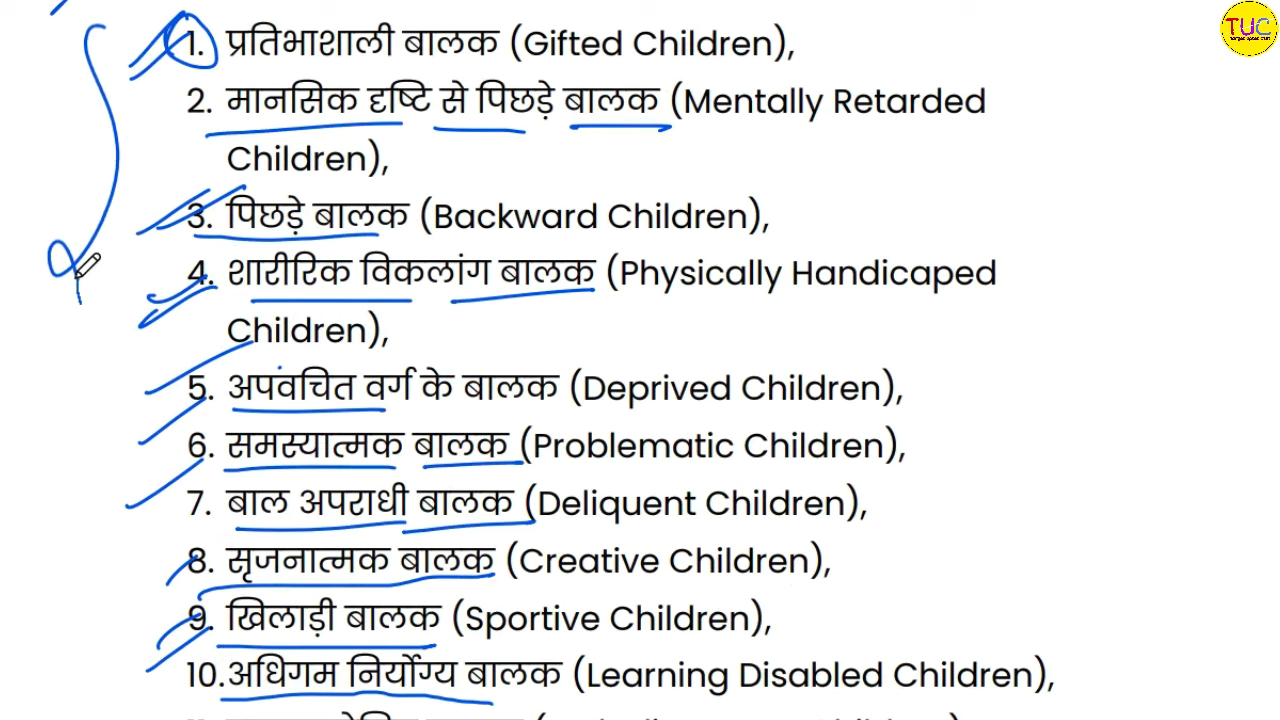 TUC
1. प्रतिभाशाली बालक (Gifted Children),
2. मानसिक दृष्टि से पिछड़े बालक (Mentally Retarded
Children),
3. पिछड़े बालक (Backward Children),
4. शारीरिक विकलांग बालक (Physically Handicaped
Children),
5. अपवंचित वर्ग के बालक (Deprived Children),
6. समस्यात्मक बालक (Problematic Children),
7. बाल अपराधी बालक (Deliquent Children),
8. सृजनात्मक बालक (Creative Children),
9. खिलाड़ी बालक (Sportive Children),
10.अधिगम निर्योग्य बालक (Learning Disabled Children),